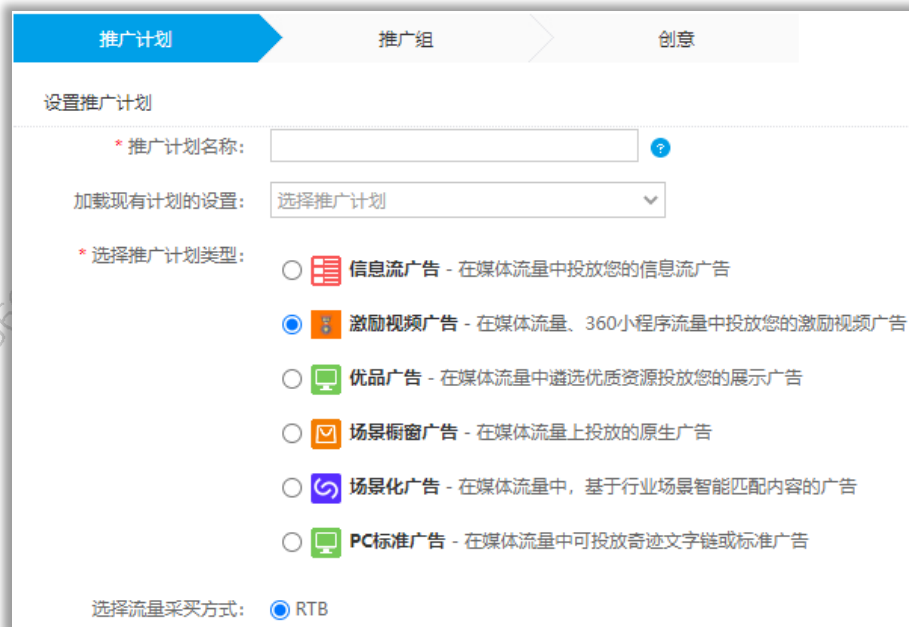 推广计划 推广组 创意
设置推广计划
* 推广计划名称： ?
加载现有计划的设置： 选择推广计划
* 选择推广计划类型：
信息流广告 - 在媒体流量中投放您的信息流广告
激励视频广告 - 在媒体流量、360小程序流量中投放您的激励视频广告
优品广告 - 在媒体流量中遴选优质资源投放您的展示广告
场景橱窗广告 - 在媒体流量上投放的原生广告
场景化广告 - 在媒体流量中，基于行业场景智能匹配内容的广告
PC标准广告 - 在媒体流量中可投放奇迹文字链或标准广告
选择流量采买方式： RTB